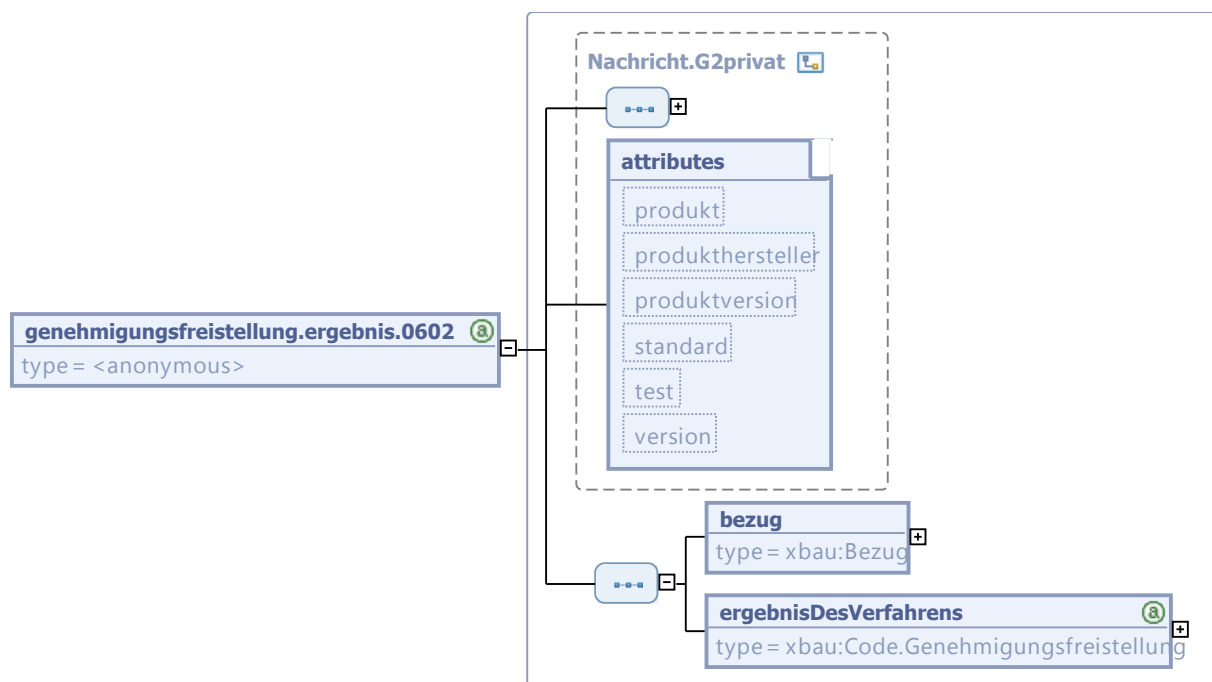 Nachricht.G2privat
attributes
produkt
produkthersteller
produktversion
standard
test
version
genehmigungsfreistellung.ergebnis.0602 a
type = <anonymous>
bezug
type = xbau:Bezug
ergebnisDesVerfahrens a
type = xbau:Code.Genehmigungsfreistellung